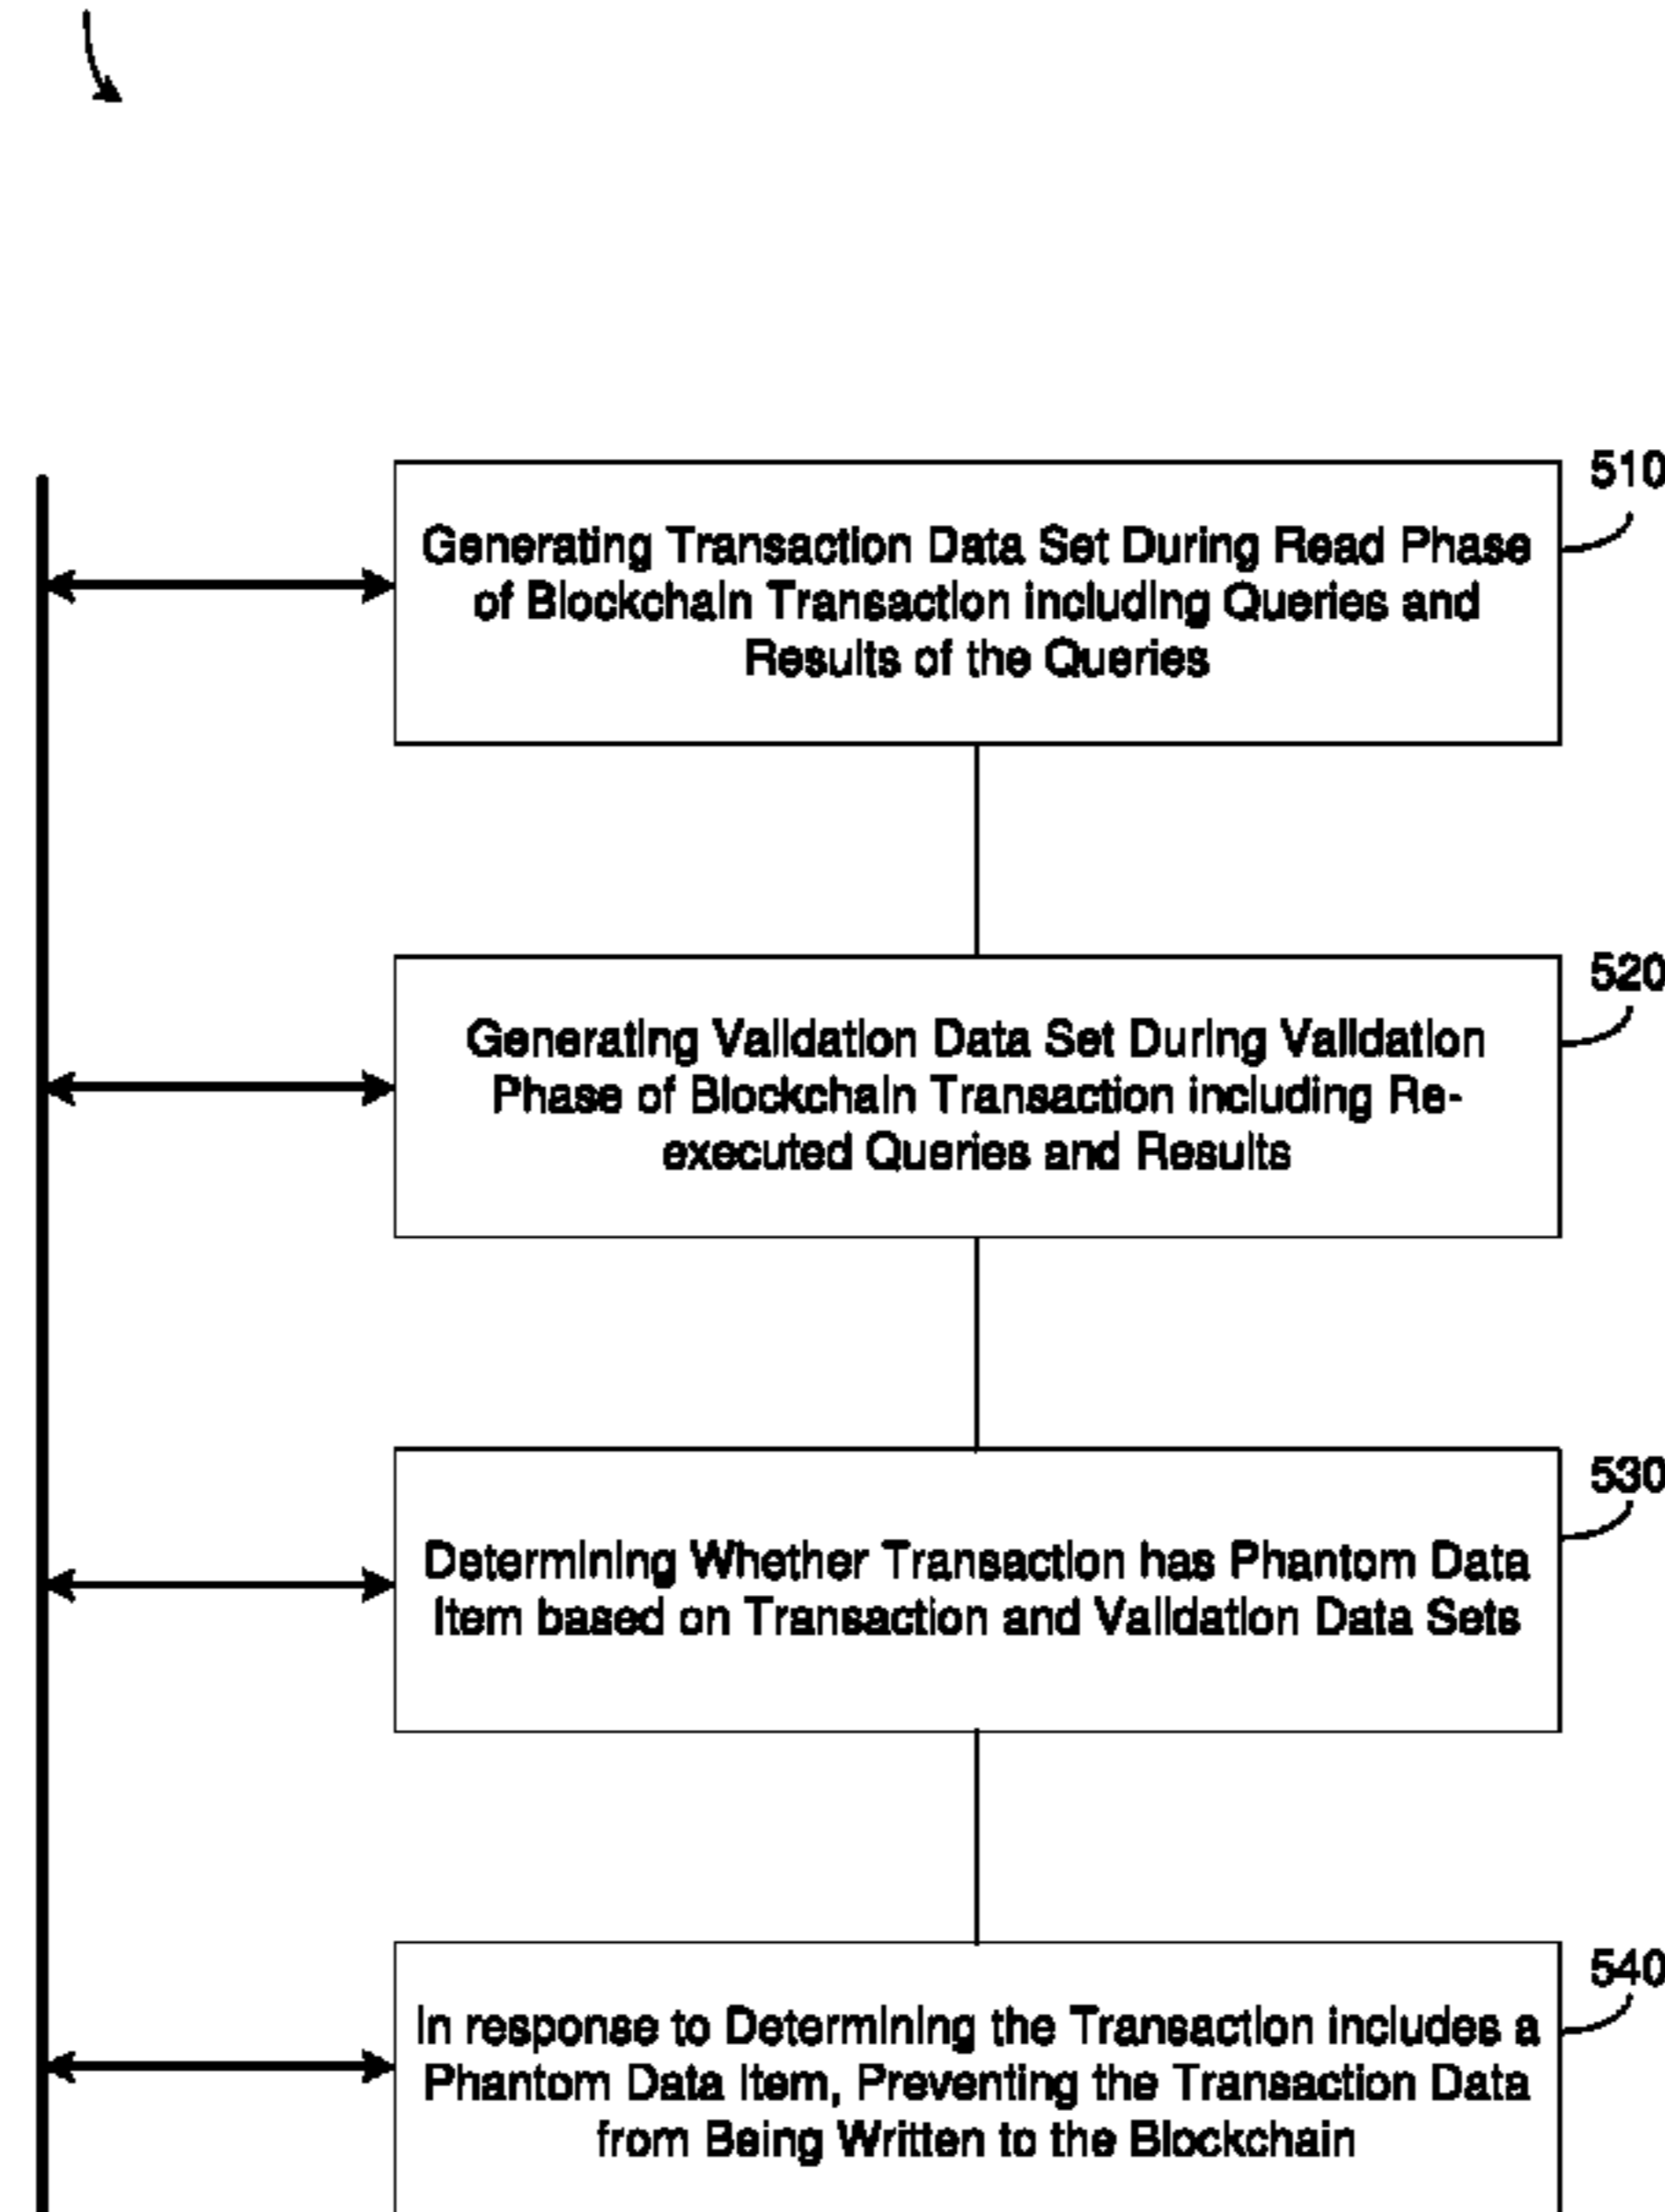 510
Generating Transaction Data Set During Read Phase
of Blockchain Transaction including Queries and
Results of the Queries
520
Generating Validation Data Set During Validation
Phase of Blockchain Transaction including Re-
executed Queries and Results
530
Determining Whether Transaction has Phantom Data
Item based on Transaction and Validation Data Sets
540
In response to Determining the Transaction includes a
Phantom Data Item, Preventing the Transaction Data
from Being Written to the Blockchain